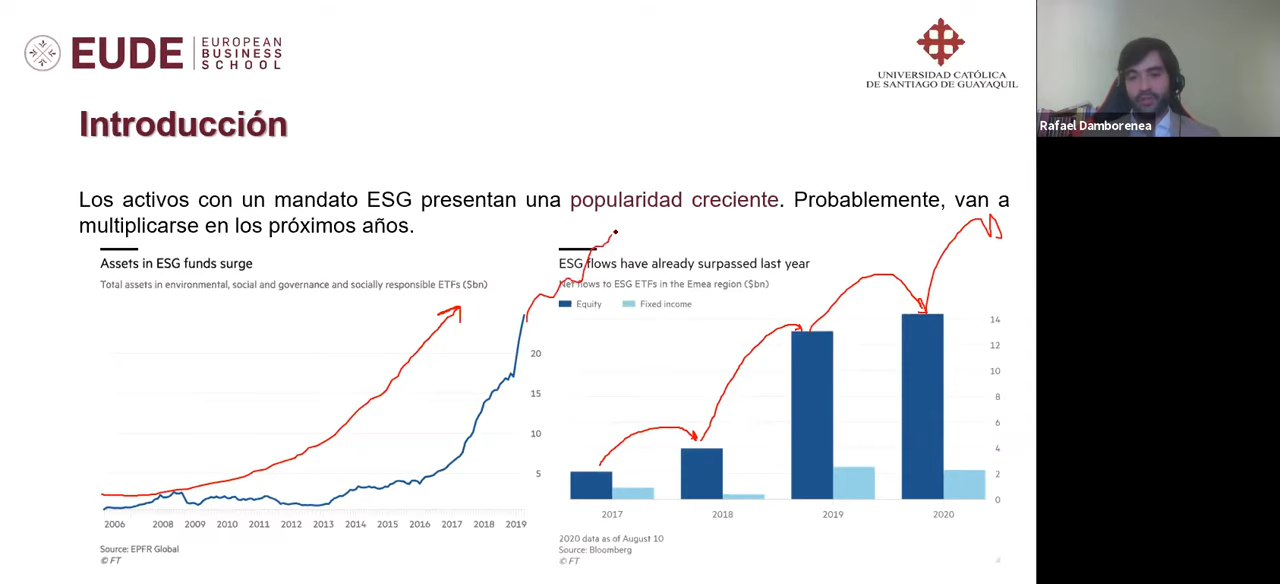 EUDE
EUROPEAN
BUSINESS
SCHOOL
UNIVERSIDAD CATÓLICA
DE SANTIAGO DE GUAYAQUIL
Rafael Damborenea
Introducción
Los activos con un mandato ESG presentan una popularidad creciente. Probablemente, van a
multiplicarse en los próximos años.
Assets in ESG funds surge
Total assets in environmental, social and governance and socially responsible ETFs ($bn)
20
15
10
5
2006 2008 2009 2010 2011 2012 2013 2014 2015 2016 2017 2018 2019
Source: EPFR Global
© FT
ESG flows have already surpassed last year
Net flows to ESG ETFs in the Emea region ($bn)
Equity Fixed income
14
12
10
8
6
4
2
0
2017 2018 2019 2020
2020 data as of August 10
Source: Bloomberg
© FT